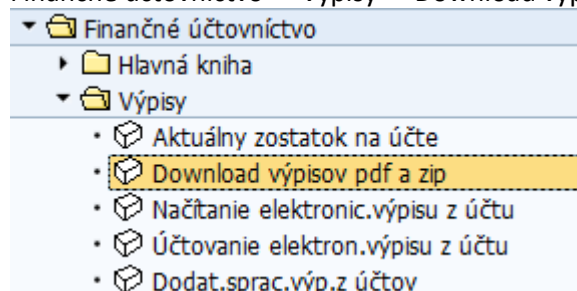 Finančné účtovníctvo
Hlavná kniha
Výpisy
Aktuálny zostatok na účte
Download výpisov pdf a zip
Načítanie elektronic.výpisu z účtu
Účtovanie elektron.výpisu z účtu
Dodat.sprac.výp.z účtov